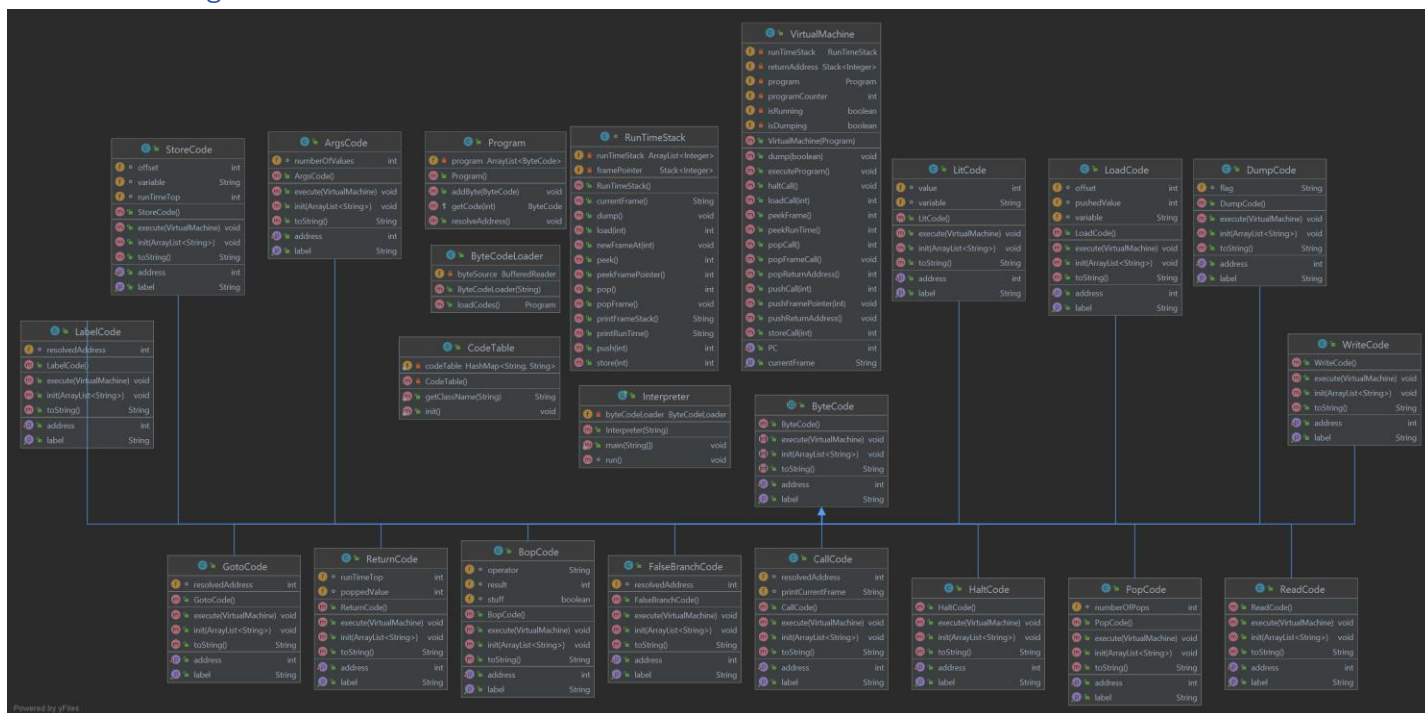 StoreCode
offset int
variable String
runTimeTop int
StoreCode()
execute(VirtualMachine) void
init(ArrayList<String>) void
toString() String
address int
label String
ArgsCode
numberOfValues int
ArgsCode()
execute(VirtualMachine) void
init(ArrayList<String>) void
toString() String
address int
label String
Program
program ArrayList<ByteCode>
Program()
addByte(ByteCode) void
getCode(int) ByteCode
resolveAddress() void
RunTimeStack
runTimeStack ArrayList<Integer>
framePointer Stack<Integer>
RunTimeStack()
currentFrame() String
dump() void
load(int) int
newFrameAt(int) void
peek() int
peekFramePointer() int
pop() int
popFrame() void
printFrameStack() String
printRunTime() String
push(int) int
store(int) int
VirtualMachine
runTimeStack RunTimeStack
returnAddress Stack<Integer>
program Program
programCounter int
isRunning boolean
isDumping boolean
VirtualMachine(Program)
dump(boolean) void
executeProgram() void
haltCall() void
loadCall(int) int
peekFrame() int
peekRunTime() int
popCall() int
popFrameCall() void
popReturnAddress() int
pushCall(int) int
pushFramePointer(int) void
pushReturnAddress() void
storeCall(int) int
PC int
currentFrame String
LitCode
value int
variable String
LitCode()
execute(VirtualMachine) void
init(ArrayList<String>) void
toString() String
address int
label String
LoadCode
offset int
pushedValue int
variable String
LoadCode()
execute(VirtualMachine) void
init(ArrayList<String>) void
toString() String
address int
label String
DumpCode
flag String
DumpCode()
execute(VirtualMachine) void
init(ArrayList<String>) void
toString() String
address int
label String
ByteCodeLoader
byteSource BufferedReader
ByteCodeLoader(String)
loadCodes() Program
LabelCode
resolvedAddress int
LabelCode()
execute(VirtualMachine) void
init(ArrayList<String>) void
toString() String
address int
label String
CodeTable
codeTable HashMap<String, String>
CodeTable()
getClassName(String) String
init() void
Interpreter
byteCodeLoader ByteCodeLoader
Interpreter(String)
main(String[]) void
run() void
ByteCode
ByteCode()
execute(VirtualMachine) void
init(ArrayList<String>) void
toString() String
address int
label String
WriteCode
WriteCode()
execute(VirtualMachine) void
init(ArrayList<String>) void
toString() String
address int
label String
GotoCode
resolvedAddress int
GotoCode()
execute(VirtualMachine) void
init(ArrayList<String>) void
toString() String
address int
label String
ReturnCode
runTimeTop int
poppedValue int
ReturnCode()
execute(VirtualMachine) void
init(ArrayList<String>) void
toString() String
address int
label String
BopCode
operator String
result int
stuff boolean
BopCode()
execute(VirtualMachine) void
init(ArrayList<String>) void
toString() String
address int
label String
FalseBranchCode
resolvedAddress int
FalseBranchCode()
execute(VirtualMachine) void
init(ArrayList<String>) void
toString() String
address int
label String
CallCode
resolvedAddress int
printCurrentFrame String
CallCode()
execute(VirtualMachine) void
init(ArrayList<String>) void
toString() String
address int
label String
HaltCode
HaltCode()
execute(VirtualMachine) void
init(ArrayList<String>) void
toString() String
address int
label String
PopCode
numberOfPops int
PopCode()
execute(VirtualMachine) void
init(ArrayList<String>) void
toString() String
address int
label String
ReadCode
ReadCode()
execute(VirtualMachine) void
init(ArrayList<String>) void
toString() String
address int
label String
Powered by yFiles